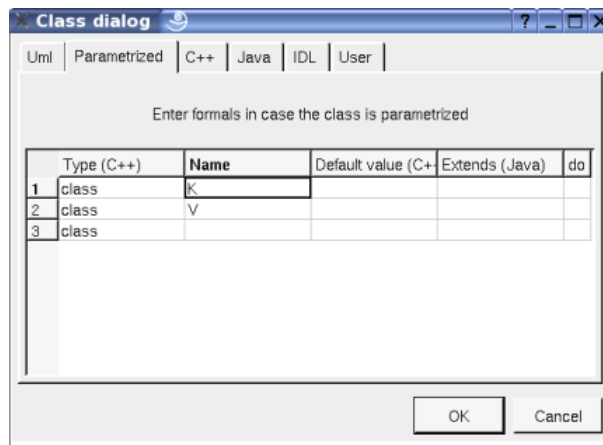 Class dialog
Uml Parametrized C++ Java IDL User
Enter formals in case the class is parametrized
Type (C++) Name Default value (C+ Extends (Java) do
1 class K
2 class V
3 class
OK Cancel